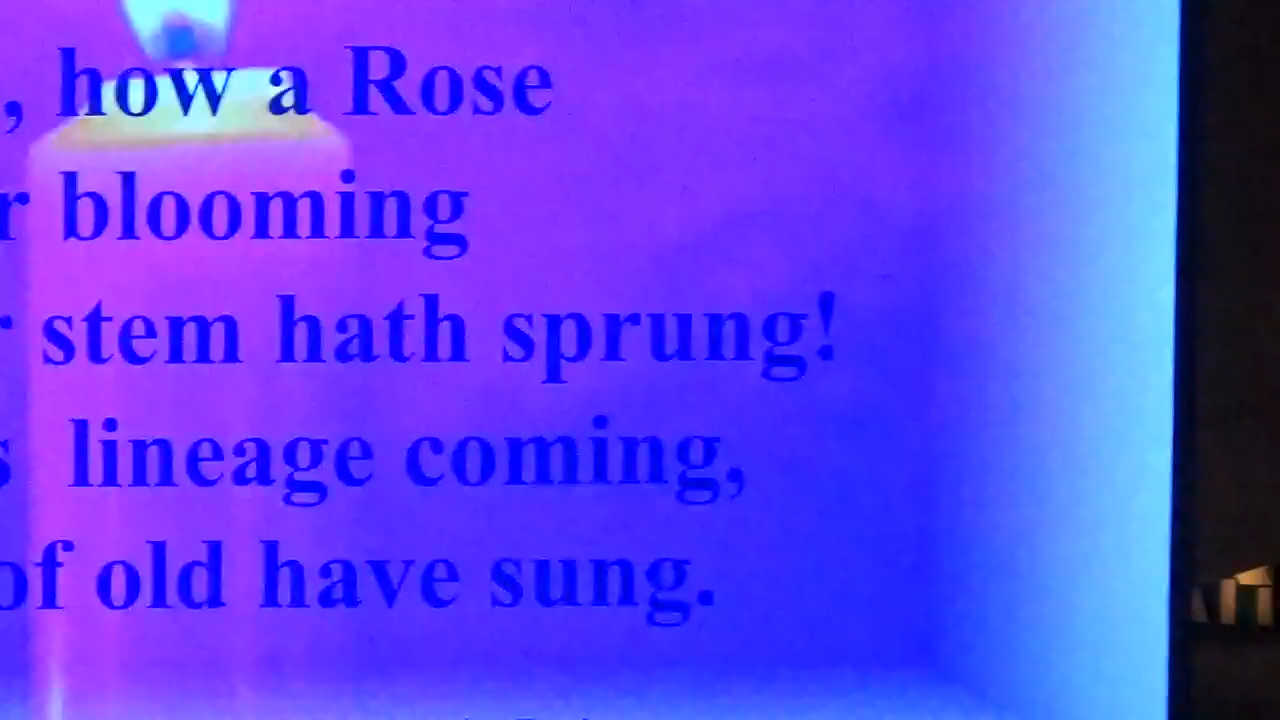 , how a Rose
r blooming
stem hath sprung!
s lineage coming,
of old have sung.